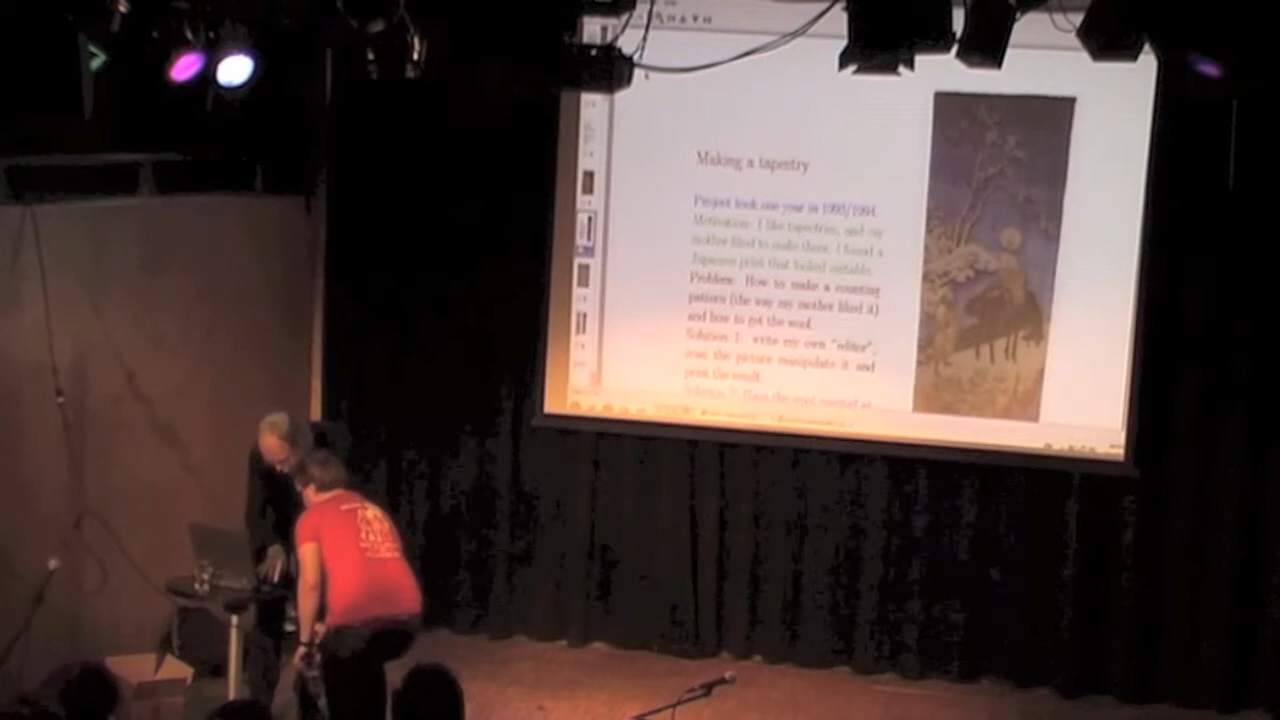 Making a tapestry
Project took one year in 1993/1994.
Motivation: I like tapestries, and my
mother liked to make them. I found a
Japanese print that looked suitable.
Problem: How to make a counting
pattern (the way my mother liked it)
and how to get the wool.
Solution 1: write my own "editor",
scan the picture manipulate it and
print the result.